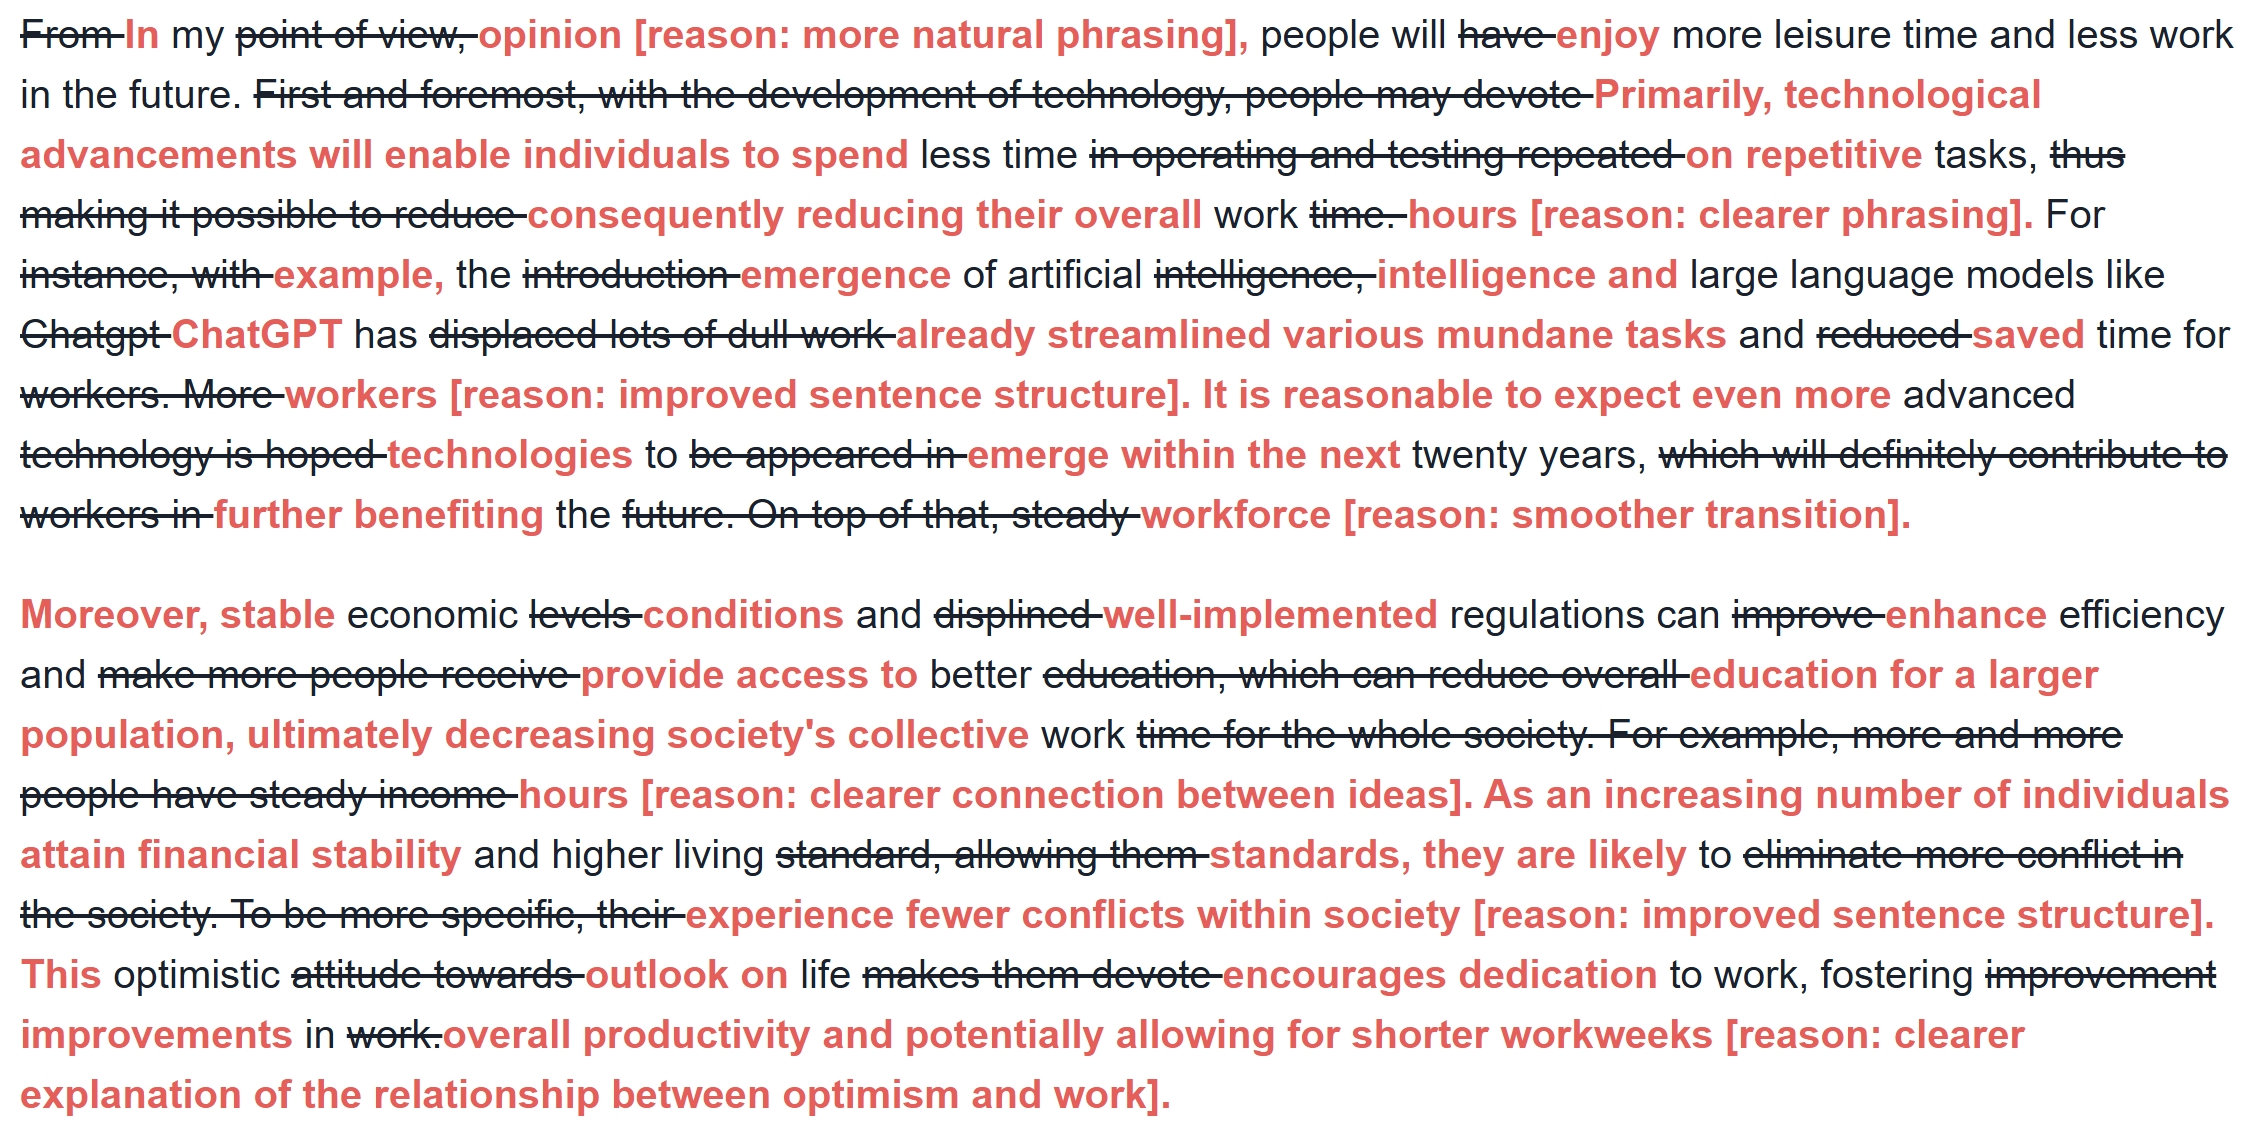 From In my point of view, opinion [reason: more natural phrasing], people will have enjoy more leisure time and less work
in the future. First and foremost, with the development of technology, people may devote Primarily, technological
advancements will enable individuals to spend less time in operating and testing repeated on repetitive tasks, thus
making it possible to reduce consequently reducing their overall work time. hours [reason: clearer phrasing]. For
instance, with example, the introduction emergence of artificial intelligence, intelligence and large language models like
Chatgpt ChatGPT has displaced lots of dull work already streamlined various mundane tasks and reduced saved time for
workers. More workers [reason: improved sentence structure]. It is reasonable to expect even more advanced
technology is hoped technologies to be appeared in emerge within the next twenty years, which will definitely contribute to
workers in further benefiting the future. On top of that, steady workforce [reason: smoother transition].
Moreover, stable economic levels conditions and displined well-implemented regulations can improve enhance efficiency
and make more people receive provide access to better education, which can reduce overall education for a larger
population, ultimately decreasing society's collective work time for the whole society. For example, more and more
people have steady income hours [reason: clearer connection between ideas]. As an increasing number of individuals
attain financial stability and higher living standard, allowing them standards, they are likely to eliminate more conflict in
the society. To be more specific, their experience fewer conflicts within society [reason: improved sentence structure].
This optimistic attitude towards outlook on life makes them devote encourages dedication to work, fostering improvement
improvements in work.overall productivity and potentially allowing for shorter workweeks [reason: clearer
explanation of the relationship between optimism and work].